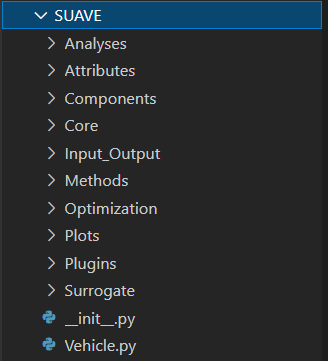 SUAVE
Analyses
Attributes
Components
Core
Input_Output
Methods
Optimization
Plots
Plugins
Surrogate
__init__.py
Vehicle.py